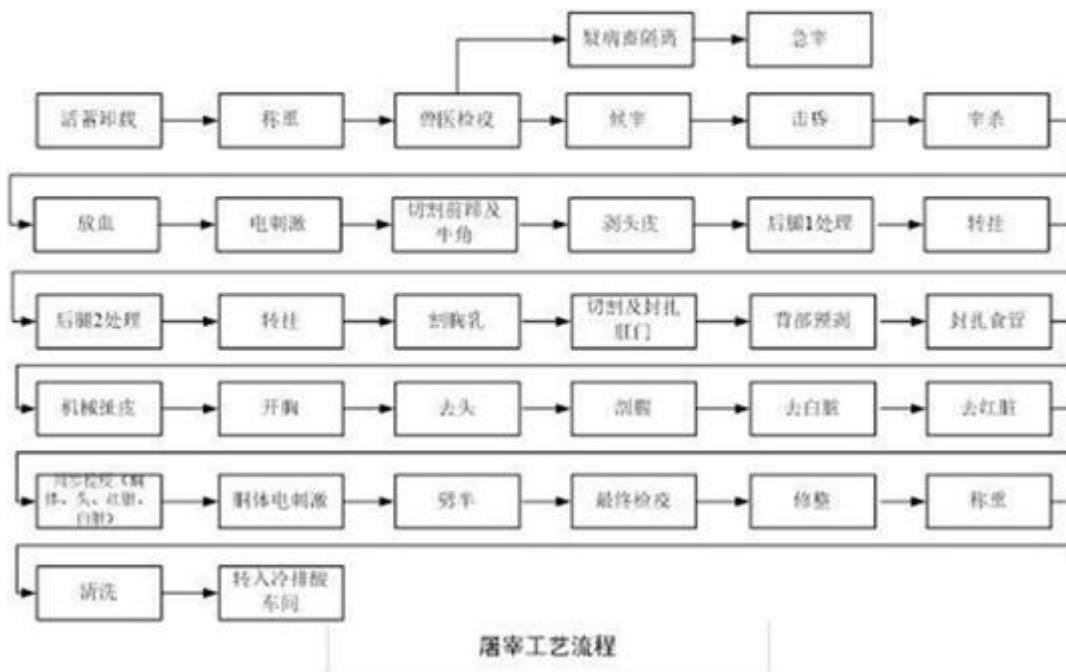 疑病畜隔离
急宰
活蓄卸载
称重
兽医检疫
候宰
击昏
宰杀
放血
电刺激
切割前蹄及
牛角
剥头皮
后腿1处理
转挂
后腿2处理
转挂
割胸乳
切割及封扎
肛门
背部预剥
封扎食管
机械扯皮
开胸
去头
剖腹
去白脏
去红脏
同步检疫（胴
体、头、红脏、
白脏）
胴体电刺激
劈半
最终检疫
修整
称重
清洗
转入冷排酸
车间
屠宰工艺流程